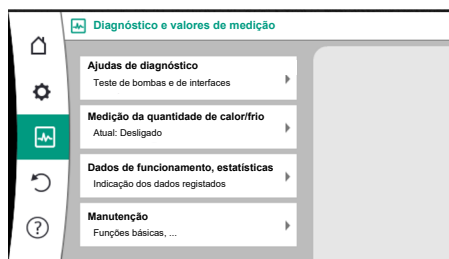 Diagnóstico e valores de medição
Ajudas de diagnóstico
Teste de bombas e de interfaces
Medição da quantidade de calor/frio
Atual: Desligado
Dados de funcionamento, estatísticas
Indicação dos dados registados
Manutenção
Funções básicas, ...
?